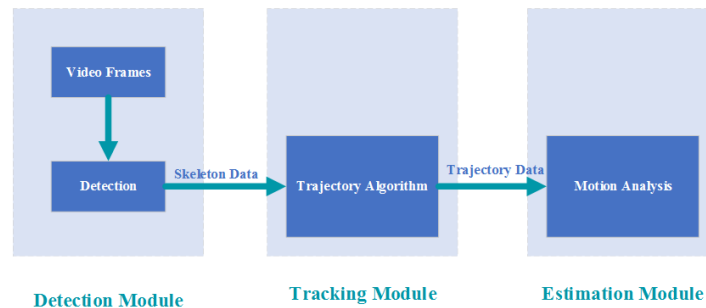 Video Frames
Detection
Skeleton Data
Trajectory Algorithm
Trajectory Data
Motion Analysis
Detection Module
Tracking Module
Estimation Module